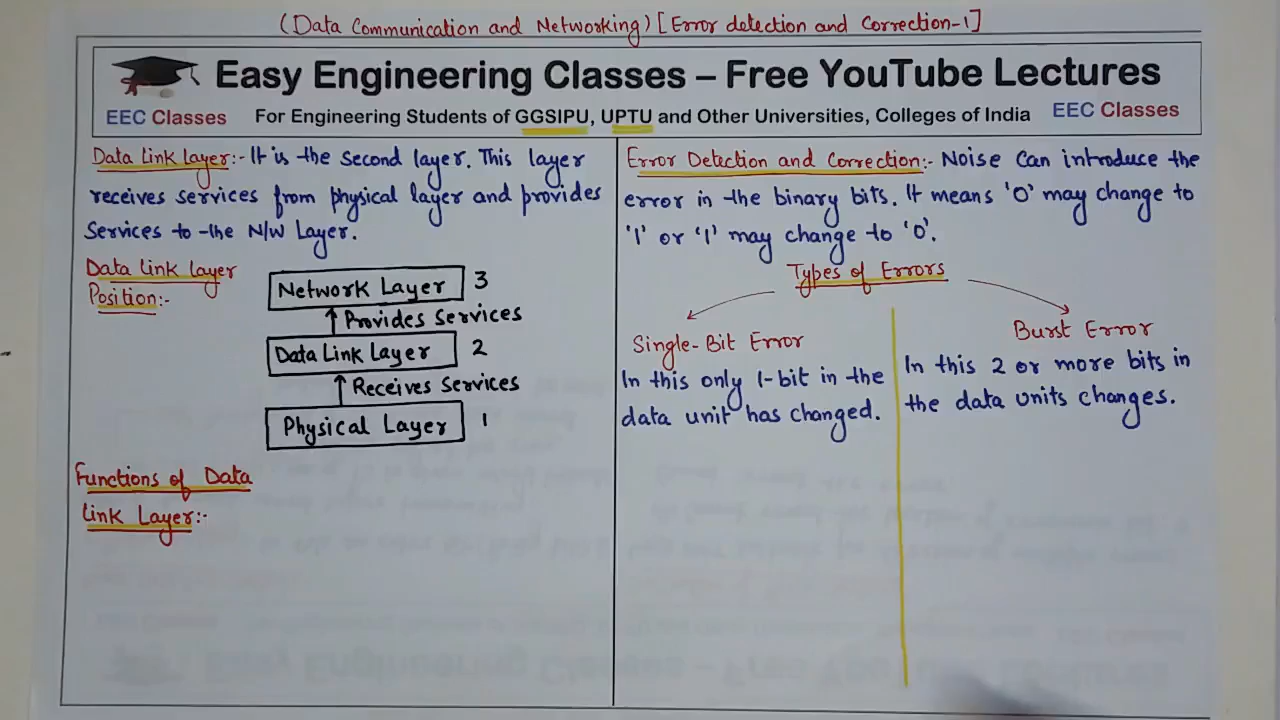 (Data Communication and Networking) [Error detection and Correction-1]
Easy Engineering Classes – Free YouTube Lectures
EEC Classes
For Engineering Students of GGSIPU, UPTU and Other Universities, Colleges of India
EEC Classes
Data Link layer:- It is the second layer. This layer
receives services from physical layer and provides
Services to the N/W Layer.
Data Link layer
Position:-
Network Layer 3
Provides Services
Data Link Layer 2
Receives Services
Physical Layer 1
Functions of Data
Link Layer:-
Error Detection and Correction:- Noise Can introduce the
error in the binary bits. It means '0' may change to
'1' or '1' may change to '0'.
Types of Errors
Single-Bit Error
In this only 1-bit in the
data unit has changed.
Burst Error
In this 2 or more bits in
the data units changes.